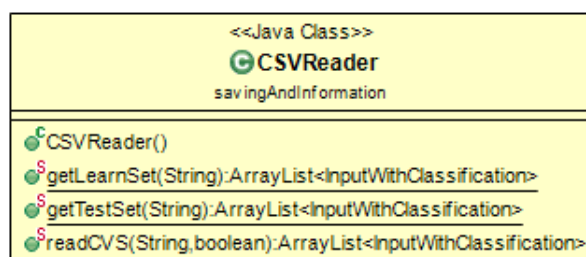 <<Java Class>>
CSVReader
savingAndInformation
CSVReader()
getLearnSet(String):ArrayList<InputWithClassification>
getTestSet(String):ArrayList<InputWithClassification>
readCVS(String,boolean):ArrayList<InputWithClassification>